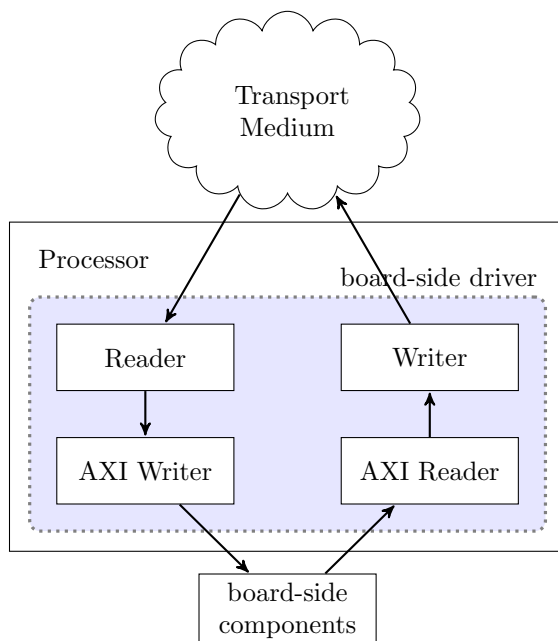 Transport
Medium
Processor
board-side driver
Reader
Writer
AXI Writer
AXI Reader
board-side
components